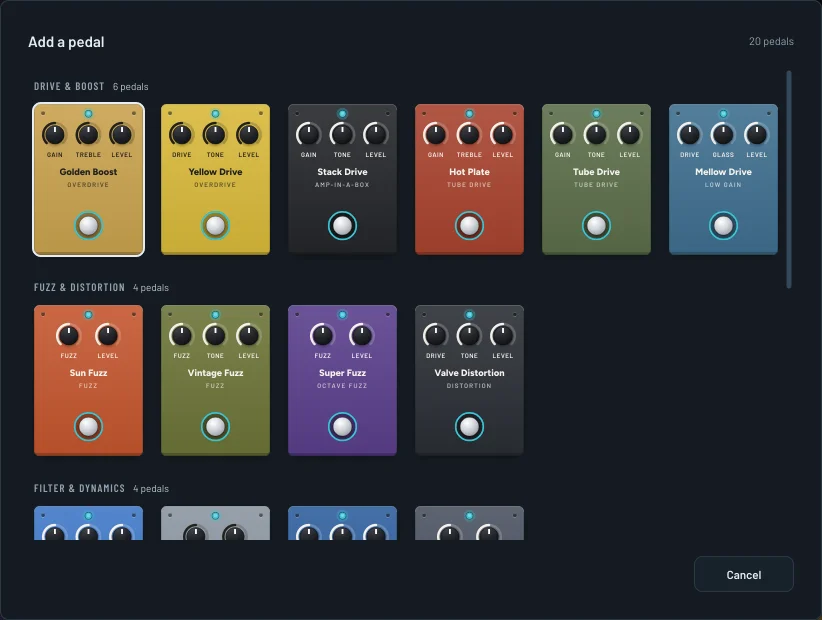 Add a pedal
20 pedals
DRIVE & BOOST 6 pedals
GAIN TREBLE LEVEL
Golden Boost
OVERDRIVE
DRIVE TONE LEVEL
Yellow Drive
OVERDRIVE
GAIN TONE LEVEL
Stack Drive
AMP-IN-A-BOX
GAIN TREBLE LEVEL
Hot Plate
TUBE DRIVE
GAIN TONE LEVEL
Tube Drive
TUBE DRIVE
DRIVE GLASS LEVEL
Mellow Drive
LOW GAIN
FUZZ & DISTORTION 4 pedals
FUZZ LEVEL
Sun Fuzz
FUZZ
FUZZ TONE LEVEL
Vintage Fuzz
FUZZ
FUZZ LEVEL
Super Fuzz
OCTAVE FUZZ
DRIVE TONE LEVEL
Valve Distortion
DISTORTION
FILTER & DYNAMICS 4 pedals
Cancel